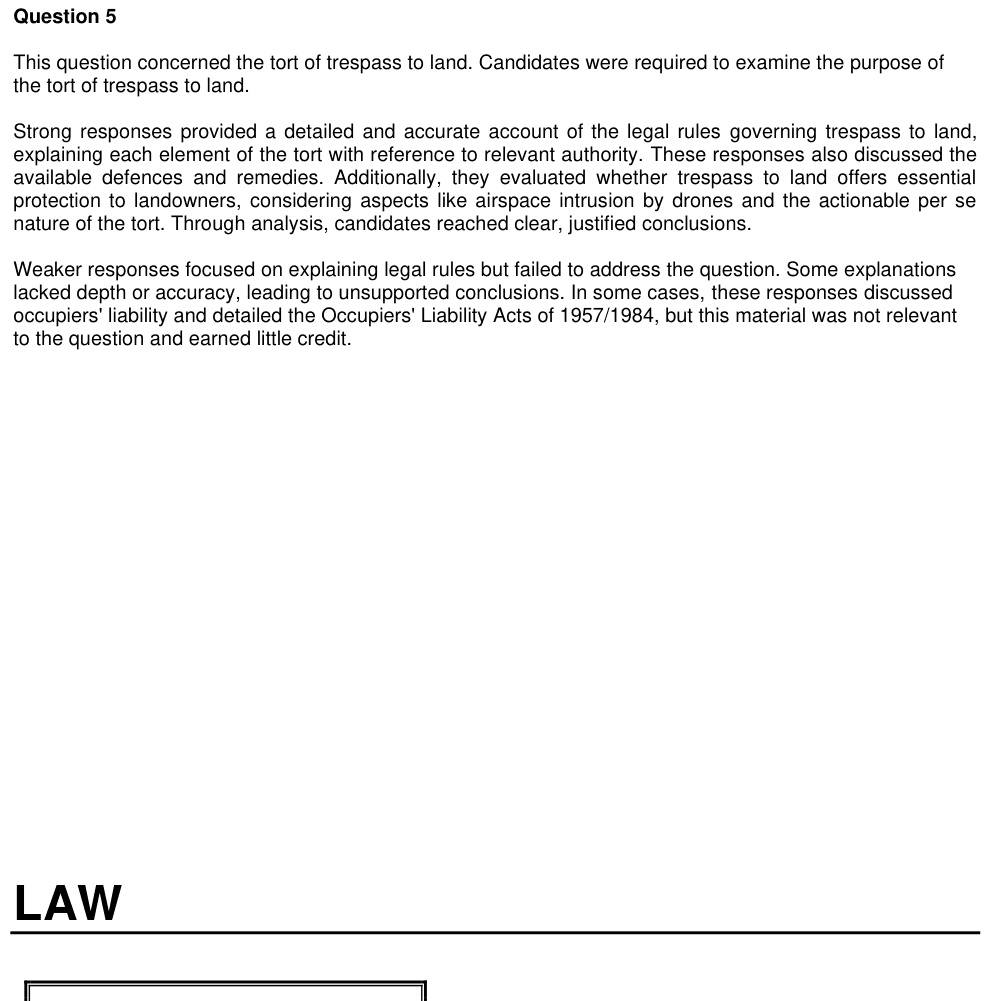 Question 5
This question concerned the tort of trespass to land. Candidates were required to examine the purpose of
the tort of trespass to land.
Strong responses provided a detailed and accurate account of the legal rules governing trespass to land,
explaining each element of the tort with reference to relevant authority. These responses also discussed the
available defences and remedies. Additionally, they evaluated whether trespass to land offers essential
protection to landowners, considering aspects like airspace intrusion by drones and the actionable per se
nature of the tort. Through analysis, candidates reached clear, justified conclusions.
Weaker responses focused on explaining legal rules but failed to address the question. Some explanations
lacked depth or accuracy, leading to unsupported conclusions. In some cases, these responses discussed
occupiers' liability and detailed the Occupiers' Liability Acts of 1957/1984, but this material was not relevant
to the question and earned little credit.
LAW